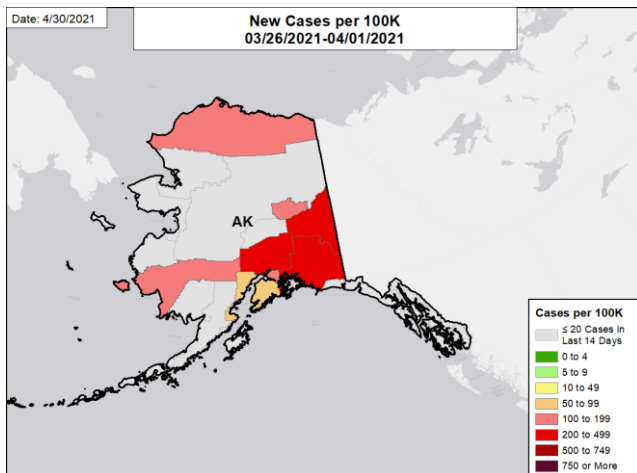 Date: 4/30/2021
New Cases per 100K
03/26/2021-04/01/2021
AK
Cases per 100K
≤ 20 Cases in
Last 14 Days
0 to 4
5 to 9
10 to 49
50 to 99
100 to 199
200 to 499
500 to 749
750 or More